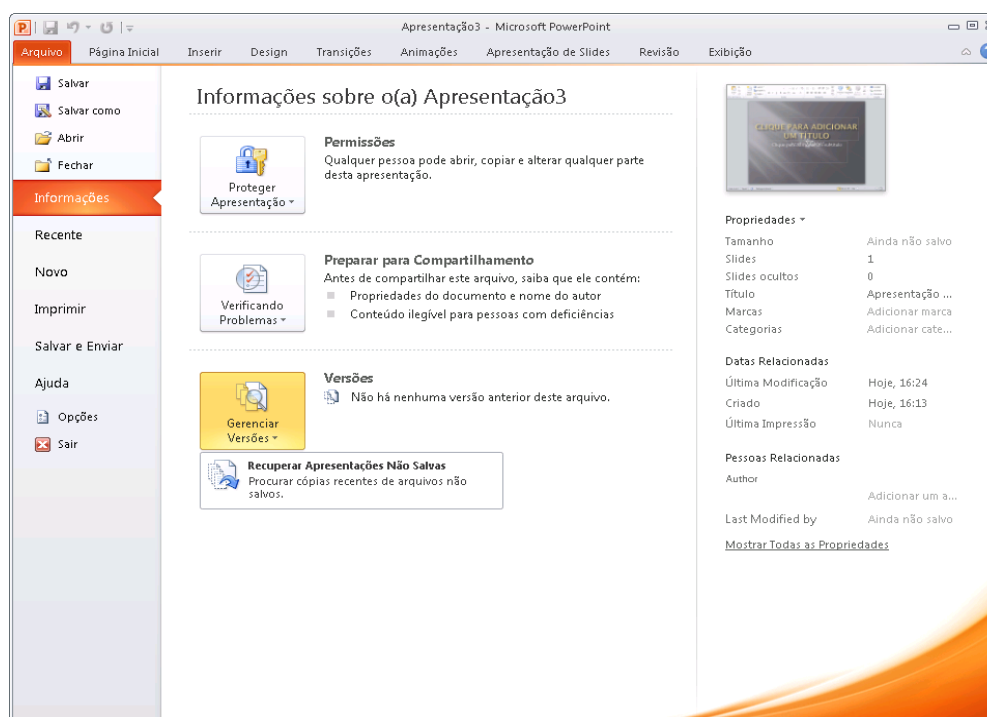 Apresentação3 - Microsoft PowerPoint
Arquivo Página Inicial Inserir Design Transições Animações Apresentação de Slides Revisão Exibição
Salvar
Salvar como
Abrir
Fechar
Informações
Recente
Novo
Imprimir
Salvar e Enviar
Ajuda
Opções
Sair
Informações sobre o(a) Apresentação3
Proteger
Apresentação
Permissões
Qualquer pessoa pode abrir, copiar e alterar qualquer parte
desta apresentação.
Verificando
Problemas
Preparar para Compartilhamento
Antes de compartilhar este arquivo, saiba que ele contém:
Propriedades do documento e nome do autor
Conteúdo ilegível para pessoas com deficiências
Gerenciar
Versões
Versões
Não há nenhuma versão anterior deste arquivo.
Recuperar Apresentações Não Salvas
Procurar cópias recentes de arquivos não
salvos.
CLIQUE PARA ADICIONAR
UM TÍTULO
Propriedades
Tamanho Ainda não salvo
Slides 1
Slides ocultos 0
Título Apresentação ...
Marcas Adicionar marca
Categorias Adicionar cate...
Datas Relacionadas
Última Modificação Hoje, 16:24
Criado Hoje, 16:13
Última Impressão Nunca
Pessoas Relacionadas
Author
Adicionar um a...
Last Modified by Ainda não salvo
Mostrar Todas as Propriedades